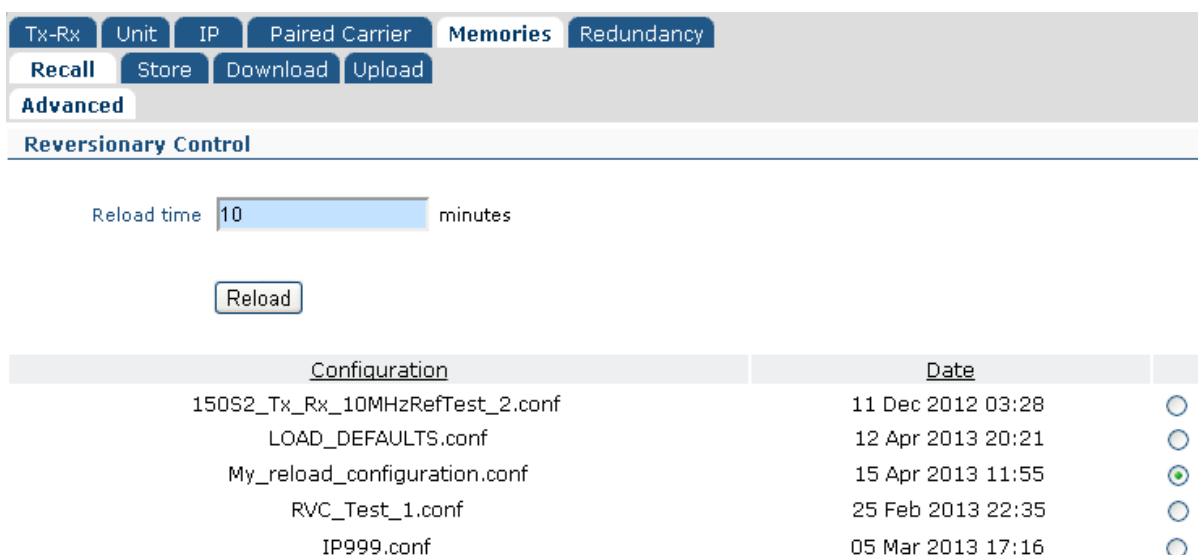 Tx-Rx Unit IP Paired Carrier Memories Redundancy
Recall Store Download Upload
Advanced
Reversionary Control
Reload time 10 minutes
Reload
Configuration Date
150S2_Tx_Rx_10MHzRefTest_2.conf 11 Dec 2012 03:28
LOAD_DEFAULTS.conf 12 Apr 2013 20:21
My_reload_configuration.conf 15 Apr 2013 11:55
RVC_Test_1.conf 25 Feb 2013 22:35
IP999.conf 05 Mar 2013 17:16